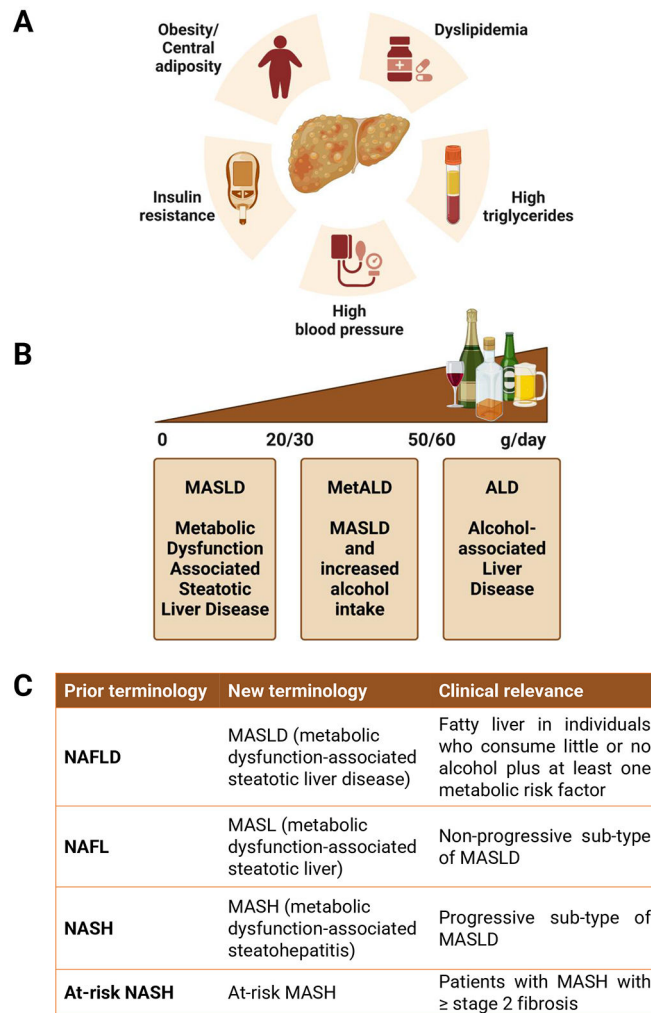 A
Obesity/
Central
adiposity
Dyslipidemia
Insulin
resistance
High
triglycerides
High
blood pressure
B
0 20/30 50/60 g/day
MASLD
Metabolic
Dysfunction
Associated
Steatotic
Liver Disease
MetALD
MASLD
and
increased
alcohol
intake
ALD
Alcohol-
associated
Liver
Disease
C
Prior terminology New terminology Clinical relevance
NAFLD
MASLD (metabolic
dysfunction-associated
steatotic liver disease)
Fatty liver in individuals
who consume little or no
alcohol plus at least one
metabolic risk factor
NAFL
MASL (metabolic
dysfunction-associated
steatotic liver)
Non-progressive sub-type
of MASLD
NASH
MASH (metabolic
dysfunction-associated
steatohepatitis)
Progressive sub-type of
MASLD
At-risk NASH
At-risk MASH
Patients with MASH with
≥ stage 2 fibrosis